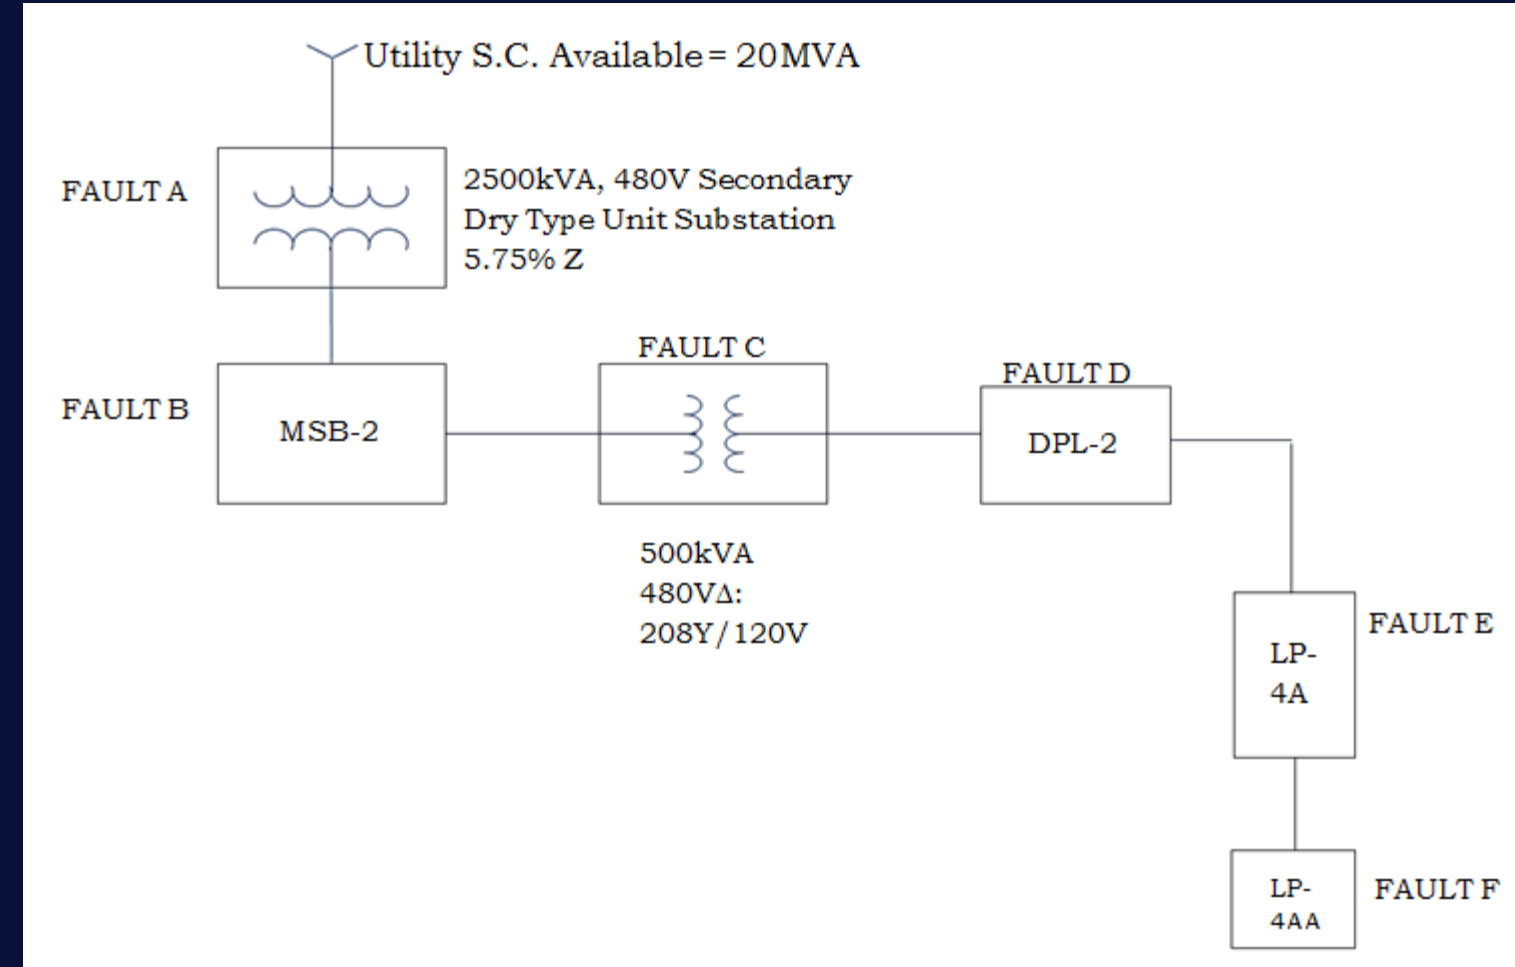 Utility S.C. Available = 20MVA
FAULT A
2500kVA, 480V Secondary
Dry Type Unit Substation
5.75% Z
FAULT B
MSB-2
FAULT C
500kVA
480VΔ:
208Y/120V
FAULT D
DPL-2
LP-
4A
FAULT E
LP-
4AA
FAULT F